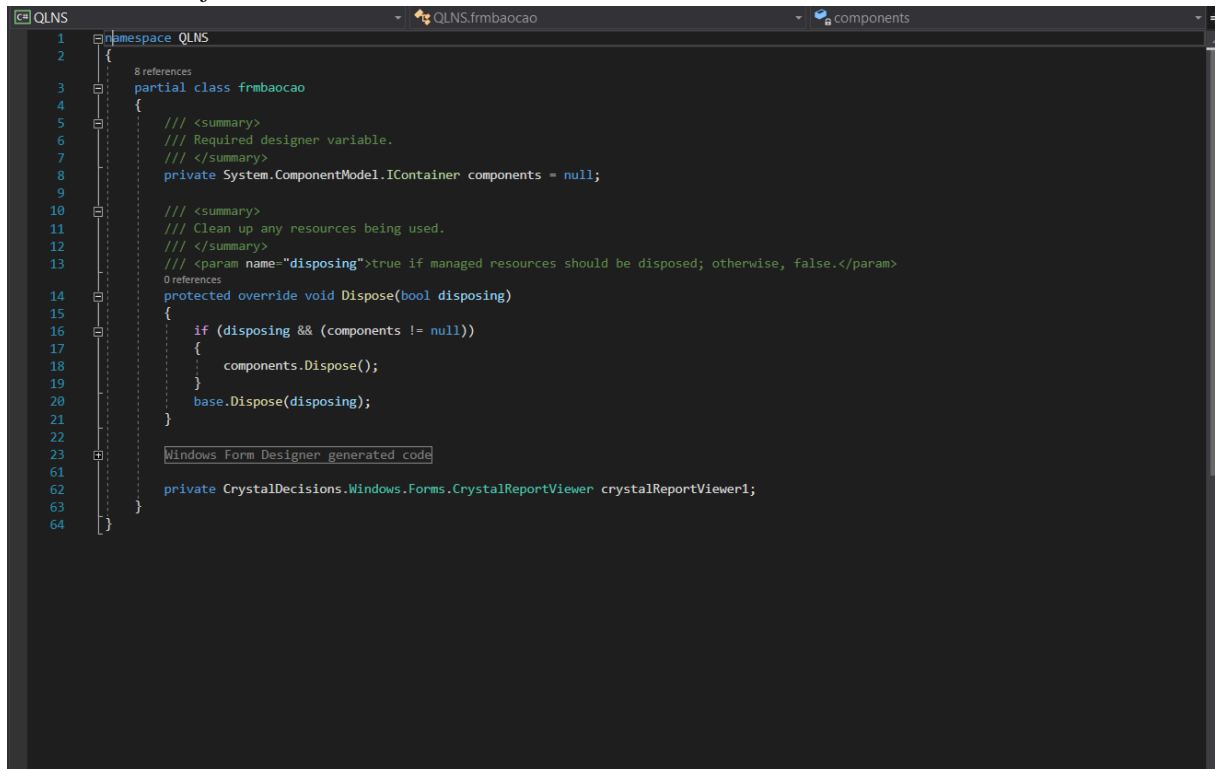 C# QLNS QLNS.frmbaocao components
1 namespace QLNS
2 {
8 references
3 partial class frmbaocao
4 {
5 /// <summary>
6 /// Required designer variable.
7 /// </summary>
8 private System.ComponentModel.IContainer components = null;
9
10 /// <summary>
11 /// Clean up any resources being used.
12 /// </summary>
13 /// <param name="disposing">true if managed resources should be disposed; otherwise, false.</param>
0 references
14 protected override void Dispose(bool disposing)
15 {
16 if (disposing && (components != null))
17 {
18 components.Dispose();
19 }
20 base.Dispose(disposing);
21 }
22
23 Windows Form Designer generated code
61
62 private CrystalDecisions.Windows.Forms.CrystalReportViewer crystalReportViewer1;
63 }
64 }